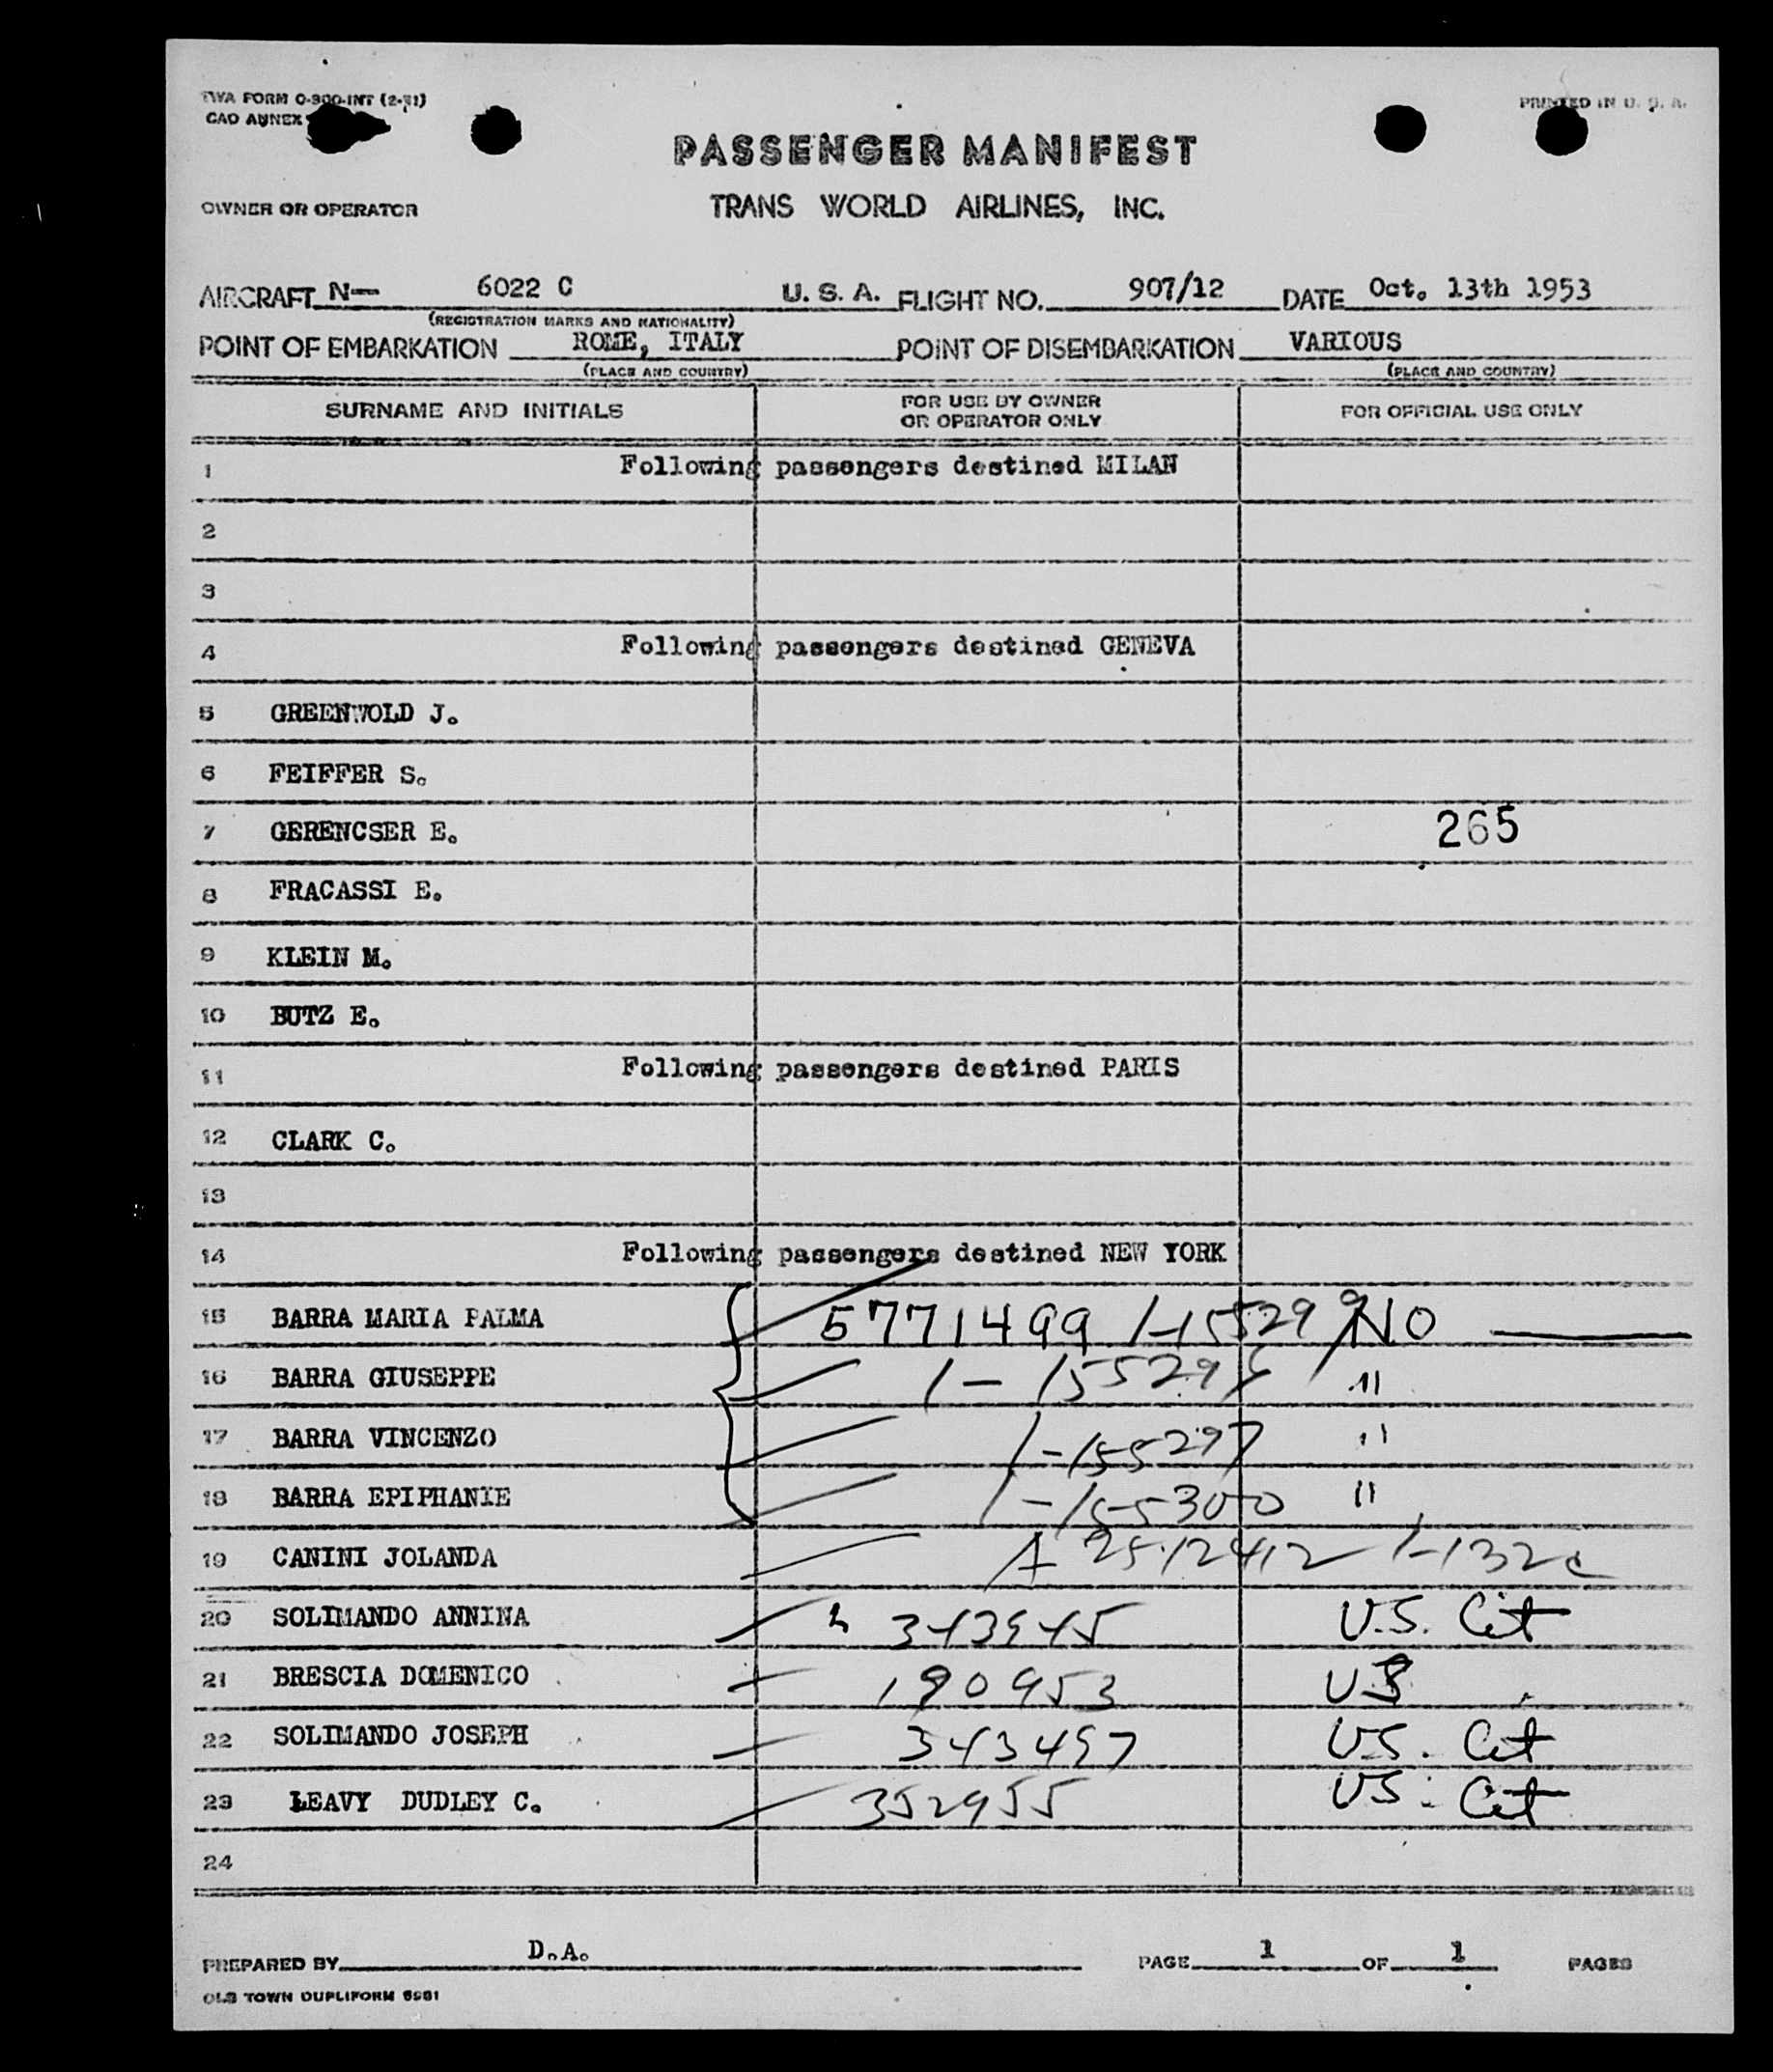 TWA FORM O-300-INT (2-51)
CAO ANNEX
PRINTED IN U. S. A.
PASSENGER MANIFEST
OWNER OR OPERATOR TRANS WORLD AIRLINES, INC.
AIRCRAFT N— 6022 C U. S. A. FLIGHT NO. 907/12 DATE Oct. 13th 1953
(REGISTRATION MARKS AND NATIONALITY)
POINT OF EMBARKATION ROME, ITALY POINT OF DISEMBARKATION VARIOUS
(PLACE AND COUNTRY) (PLACE AND COUNTRY)
SURNAME AND INITIALS FOR USE BY OWNER OR OPERATOR ONLY FOR OFFICIAL USE ONLY
1 Following passengers destined MILAN
2
3
4 Following passengers destined GENEVA
5 GREENWOLD J.
6 FEIFFER S.
7 GERENCSER E. 265
8 FRACASSI E.
9 KLEIN M.
10 BUTZ E.
11 Following passengers destined PARIS
12 CLARK C.
13
14 Following passengers destined NEW YORK
15 BARRA MARIA PALMA 5771499 1-155299 NO
16 BARRA GIUSEPPE "
17 BARRA VINCENZO 1-155297 "
18 BARRA EPIPHANIE 1-155300 "
19 CANINI JOLANDA
20 SOLIMANDO ANNINA U.S. Cit
21 BRESCIA DOMENICO 190953 US
22 SOLIMANDO JOSEPH US. Cit
23 LEAVY DUDLEY C. 352955 US. Cit
24
PREPARED BY D.A. PAGE 1 OF 1 PAGES
OLD TOWN DUPLIFORM